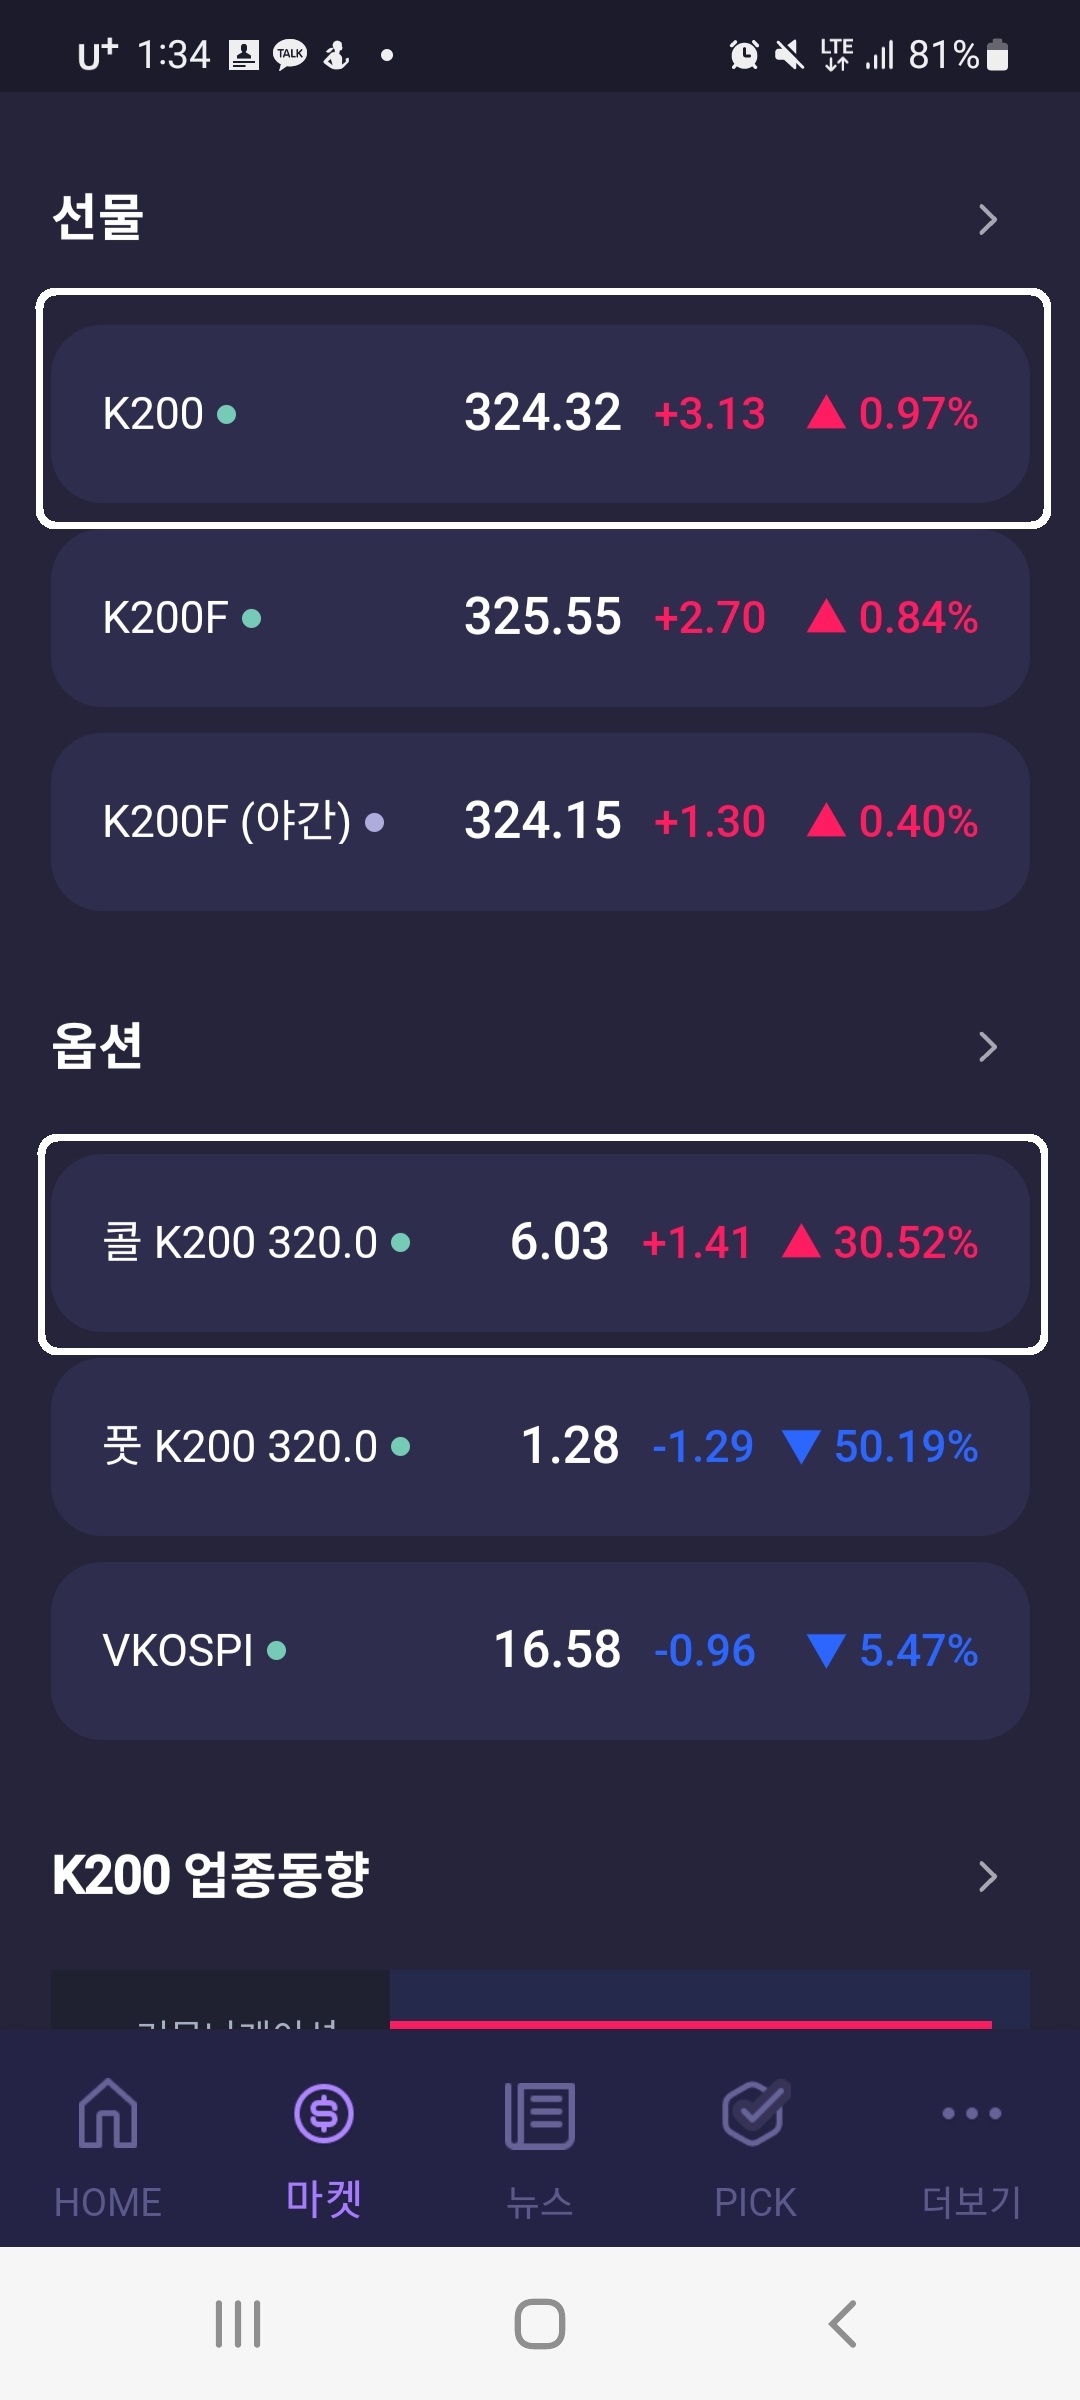 U+ 1:34 TALK LTE 81%
선물
K200 324.32 +3.13 ▲ 0.97%
K200F 325.55 +2.70 ▲ 0.84%
K200F (야간) 324.15 +1.30 ▲ 0.40%
옵션
콜 K200 320.0 6.03 +1.41 ▲ 30.52%
풋 K200 320.0 1.28 -1.29 ▼ 50.19%
VKOSPI 16.58 -0.96 ▼ 5.47%
K200 업종동향
HOME 마켓 뉴스 PICK 더보기